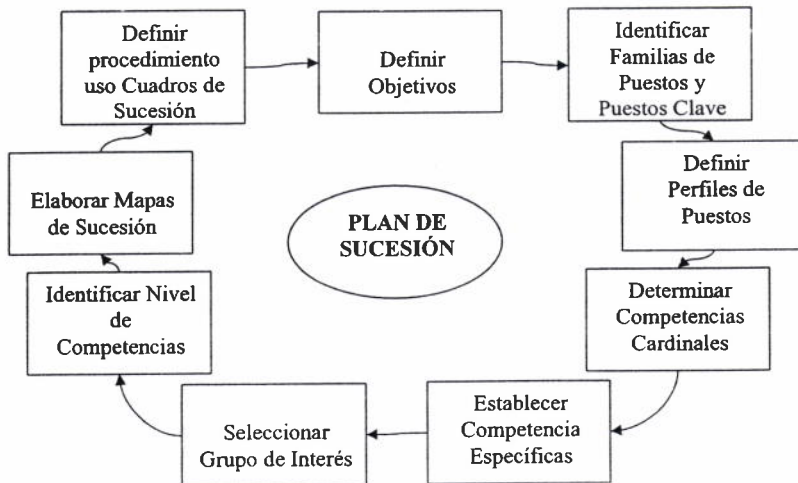 Definir
procedimiento
uso Cuadros de
Sucesión
Definir
Objetivos
Identificar
Familias de
Puestos y
Puestos Clave
Definir
Perfiles de
Puestos
Determinar
Competencias
Cardinales
Establecer
Competencia
Específicas
Seleccionar
Grupo de Interés
Identificar Nivel
de
Competencias
Elaborar Mapas
de Sucesión
PLAN DE
SUCESIÓN